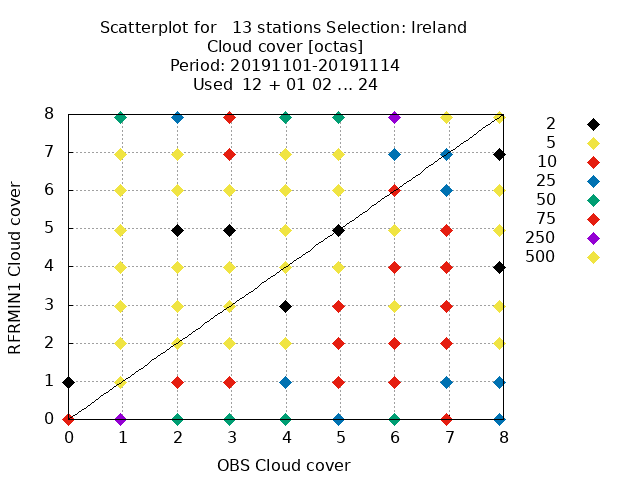 Scatterplot for   13 stations Selection: Ireland
Cloud cover [octas]
Period: 20191101-20191114
Used  12 + 01 02 ... 24
8
7
6
5
4
3
2
1
0
0 1 2 3 4 5 6 7 8
RFRMIN1 Cloud cover
OBS Cloud cover
2
5
10
25
50
75
250
500